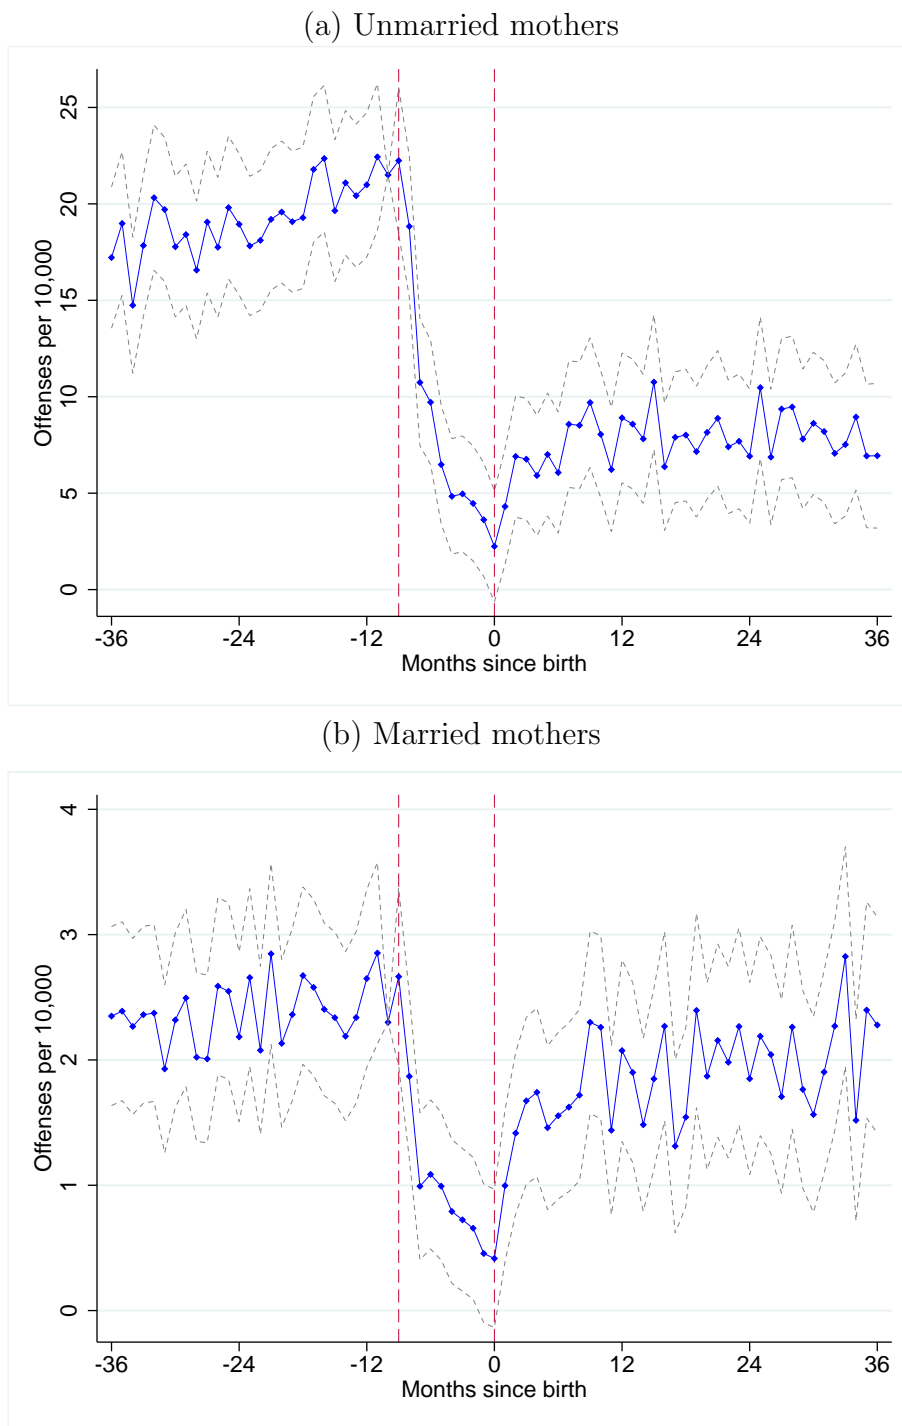 (a) Unmarried mothers
25
20
15
10
5
0
Offenses per 10,000
-36 -24 -12 0 12 24 36
Months since birth
(b) Married mothers
4
3
2
1
0
Offenses per 10,000
-36 -24 -12 0 12 24 36
Months since birth